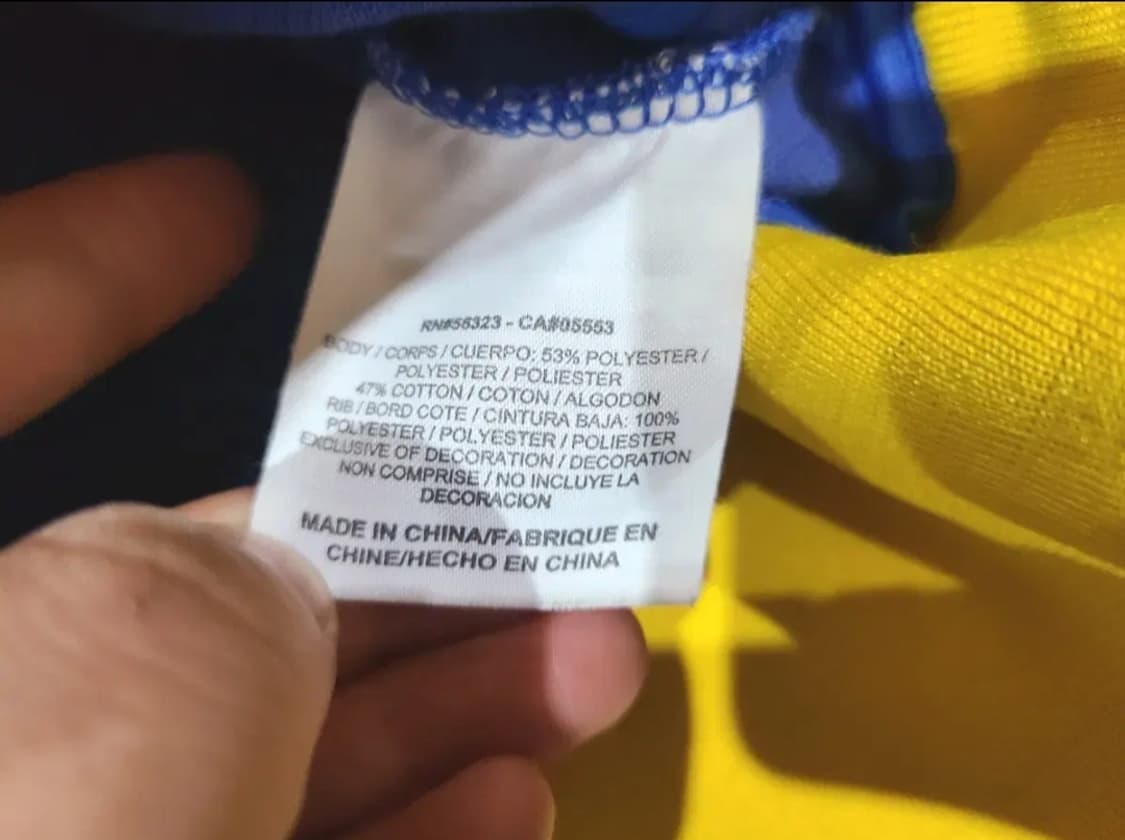 RN#56323 - CA#05553
BODY / CORPS / CUERPO: 53% POLYESTER /
POLYESTER / POLIESTER
47% COTTON / COTON / ALGODON
RIB / BORD COTE / CINTURA BAJA: 100%
POLYESTER / POLYESTER / POLIESTER
EXCLUSIVE OF DECORATION / DECORATION
NON COMPRISE / NO INCLUYE LA
DECORACION
MADE IN CHINA/FABRIQUE EN
CHINE/HECHO EN CHINA